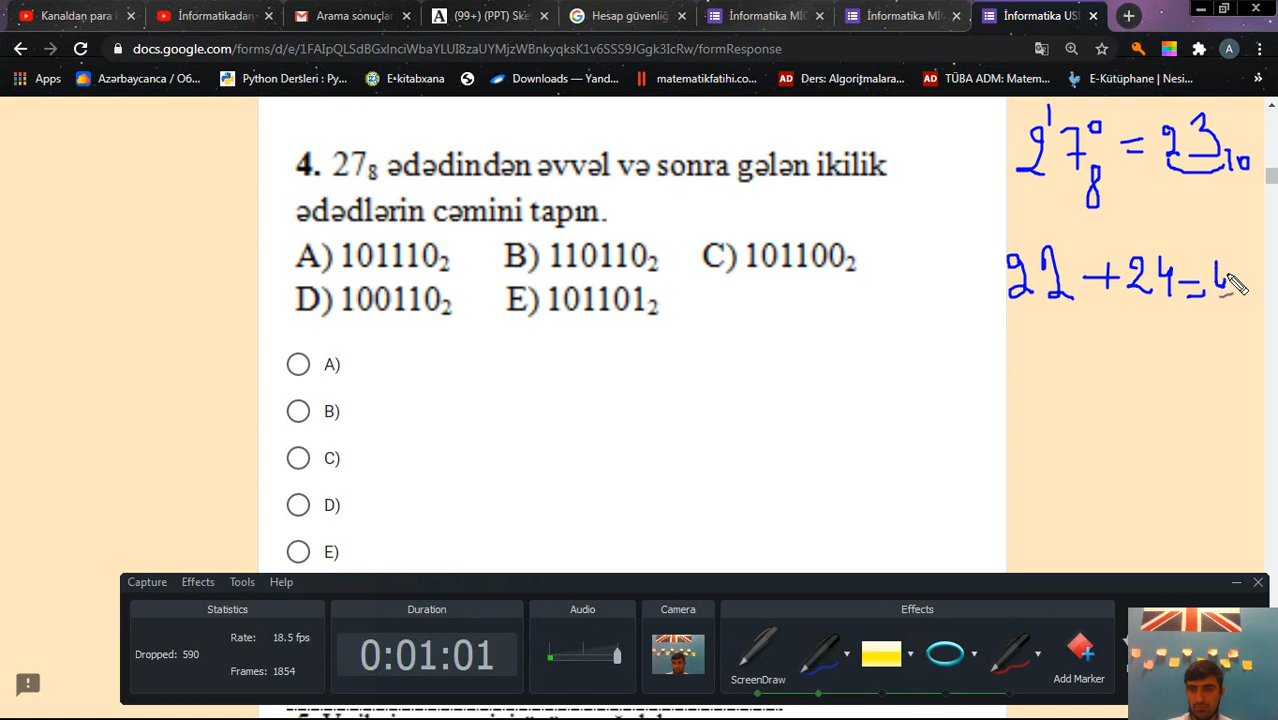 Kanaldan para k
İnformatikadan-
Arama sonuçlar
(99+) (PPT) Ske
Hesap güvenliğ
İnformatika MİC
İnformatika Mİ
İnformatika USİ
docs.google.com/forms/d/e/1FAIpQLSdBGxlnciWbaYLUI8zaUYMjzWBnkyqksK1v6SSS9JGgk3IcRw/formResponse
A
Apps
Azərbaycanca / Об...
Python Dersleri : Py...
E-kitabxana
Downloads — Yand...
matematikfatihi.co...
Ders: Algoritmalara...
TÜBA ADM: Matem...
E-Kütüphane | Nesi...
4. 27₈ ədədindən əvvəl və sonra gələn ikilik
ədədlərin cəmini tapın.
A) 101110₂ B) 110110₂ C) 101100₂
D) 100110₂ E) 101101₂
2¹7⁰₈ = 23₁₀
22 + 24 = 4
A)
B)
C)
D)
E)
Capture Effects Tools Help
Statistics
Rate: 18.5 fps
Dropped: 590
Frames: 1854
Duration
0:01:01
Audio
Camera
Effects
ScreenDraw
Add Marker